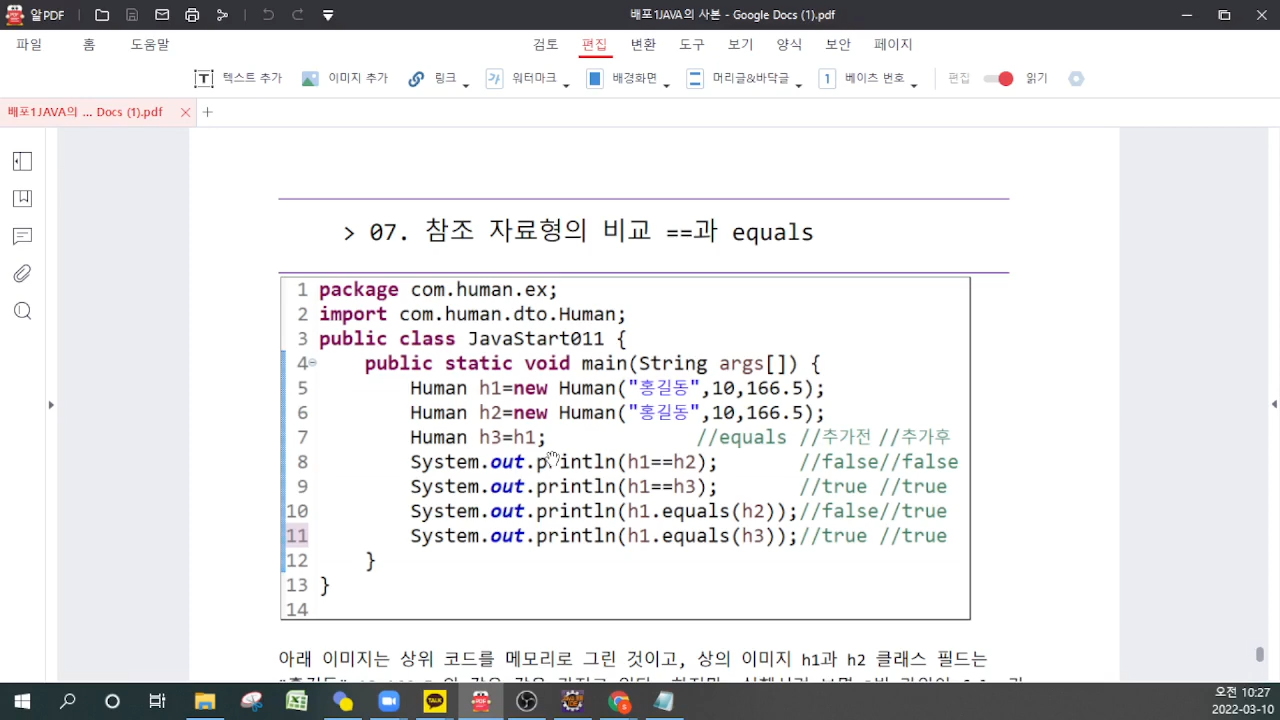 알PDF
배포1JAVA의 사본 - Google Docs (1).pdf
파일 홈 도움말 검토 편집 변환 도구 보기 양식 보안 페이지
텍스트 추가 이미지 추가 링크 가 워터마크 배경화면 머리글&바닥글 1 베이츠 번호 편집 읽기
배포1JAVA의 ... Docs (1).pdf
> 07. 참조 자료형의 비교 ==과 equals
1 package com.human.ex;
2 import com.human.dto.Human;
3 public class JavaStart011 {
4 public static void main(String args[]) {
5 Human h1=new Human("홍길동",10,166.5);
6 Human h2=new Human("홍길동",10,166.5);
7 Human h3=h1; //equals //추가전 //추가후
8 System.out.println(h1==h2); //false//false
9 System.out.println(h1==h3); //true //true
10 System.out.println(h1.equals(h2));//false//true
11 System.out.println(h1.equals(h3));//true //true
12 }
13 }
14
아래 이미지는 상위 코드를 메모리로 그린 것이고, 상의 이미지 h1과 h2 클래스 필드는
TALK
PDF
오전 10:27
2022-03-10